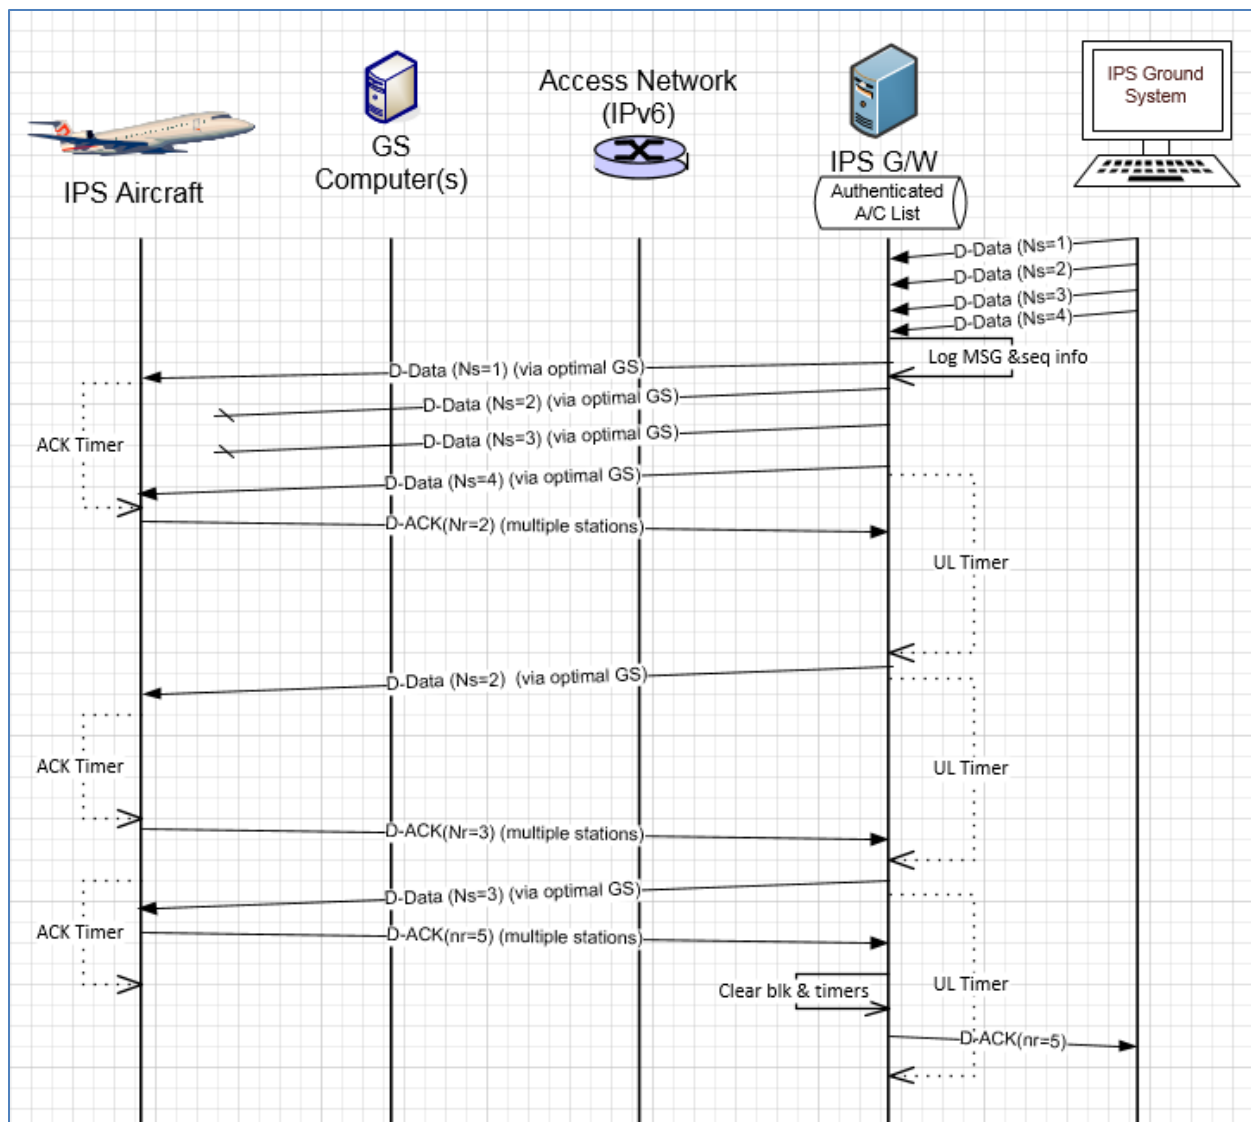 IPS Aircraft
GS
Computer(s)
Access Network
(IPv6)
IPS G/W
Authenticated
A/C List
IPS Ground
System
D-Data (Ns=1)
D-Data (Ns=2)
D-Data (Ns=3)
D-Data (Ns=4)
Log MSG &seq info
D-Data (Ns=1) (via optimal GS)
D-Data (Ns=2) (via optimal GS)
D-Data (Ns=3) (via optimal GS)
ACK Timer
D-Data (Ns=4) (via optimal GS)
D-ACK(Nr=2) (multiple stations)
UL Timer
D-Data (Ns=2) (via optimal GS)
ACK Timer
UL Timer
D-ACK(Nr=3) (multiple stations)
D-Data (Ns=3) (via optimal GS)
ACK Timer
D-ACK(nr=5) (multiple stations)
Clear blk & timers
UL Timer
D-ACK(nr=5)